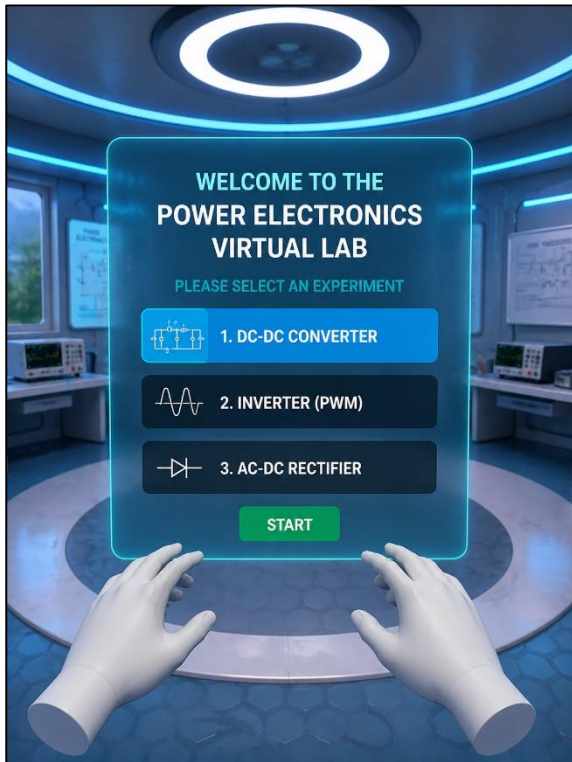 WELCOME TO THE
POWER ELECTRONICS
VIRTUAL LAB
PLEASE SELECT AN EXPERIMENT
1. DC-DC CONVERTER
2. INVERTER (PWM)
3. AC-DC RECTIFIER
START